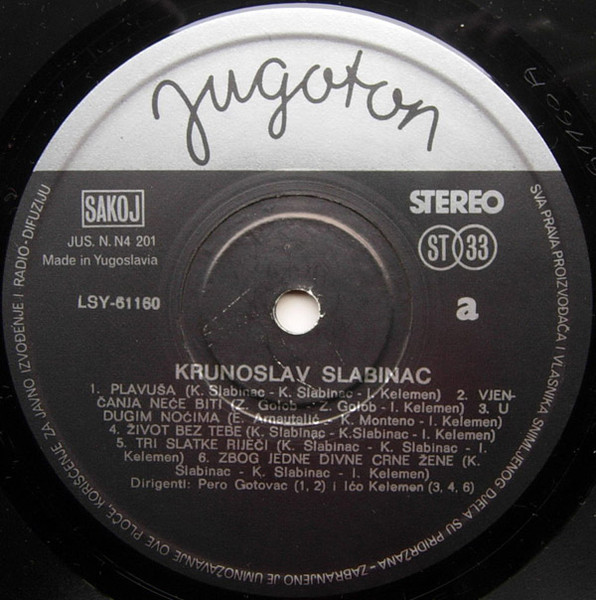 jugoton
SAKOJ
JUS. N. N4 201
Made in Yugoslavia
LSY-61160
STEREO
ST 33
a
KRUNOSLAV SLABINAC
1. PLAVUŠA (K. Slabinac - K. Slabinac - I. Kelemen) 2. VJEN-
ČANJA NEĆE BITI (Z. Golob - Z. Golob - I. Kelemen) 3. U
DUGIM NOĆIMA (E. Arnautalić - K. Monteno - I. Kelemen)
4. ŽIVOT BEZ TEBE (K. Slabinac - K.Slabinac - I. Kelemen)
5. TRI SLATKE RIJEČI (K. Slabinac - K. Slabinac - I.
Kelemen) 6. ZBOG JEDNE DIVNE CRNE ŽENE (K.
Slabinac - K. Slabinac - I. Kelemen)
Dirigenti: Pero Gotovac (1, 2) i Ićo Kelemen (3, 4, 6)
SVA PRAVA PROIZVOĐAČA I VLASNIKA SNIMLJENOG DJELA SU PRIDRŽANA - ZABRANJENO JE UMNOŽAVANJE OVE PLOČE, KORIŠĆENJE ZA JAVNO IZVOĐENJE I RADIO-DIFUZIJU